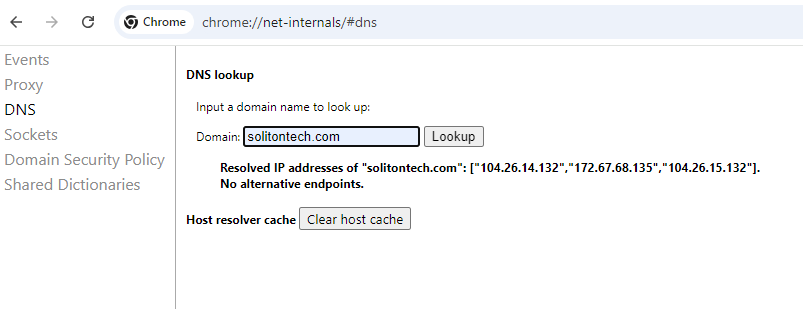 Chrome
chrome://net-internals/#dns
Events
Proxy
DNS
Sockets
Domain Security Policy
Shared Dictionaries
DNS lookup
Input a domain name to look up:
Domain: solitontech.com Lookup
Resolved IP addresses of "solitontech.com": ["104.26.14.132","172.67.68.135","104.26.15.132"].
No alternative endpoints.
Host resolver cache Clear host cache